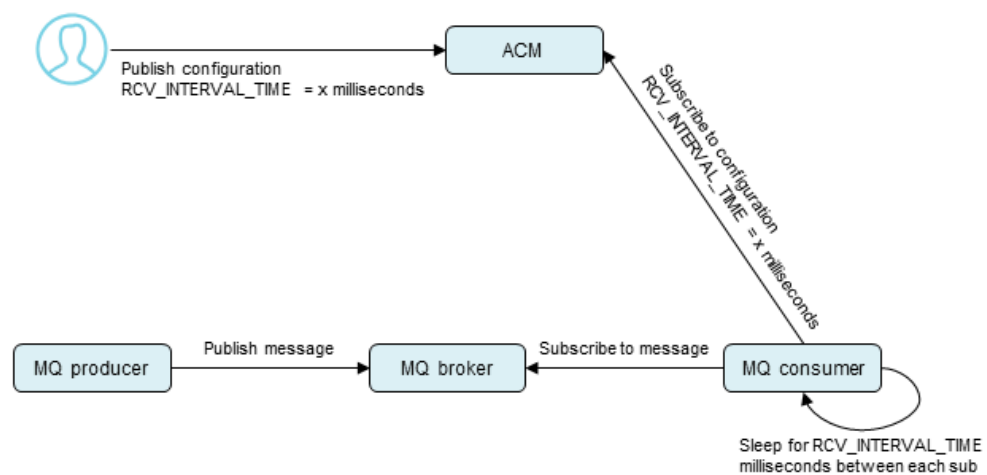 ACM
Publish configuration
RCV_INTERVAL_TIME = x milliseconds
Subscribe to configuration
RCV_INTERVAL_TIME = x milliseconds
MQ producer
Publish message
MQ broker
Subscribe to message
MQ consumer
Sleep for RCV_INTERVAL_TIME
milliseconds between each sub